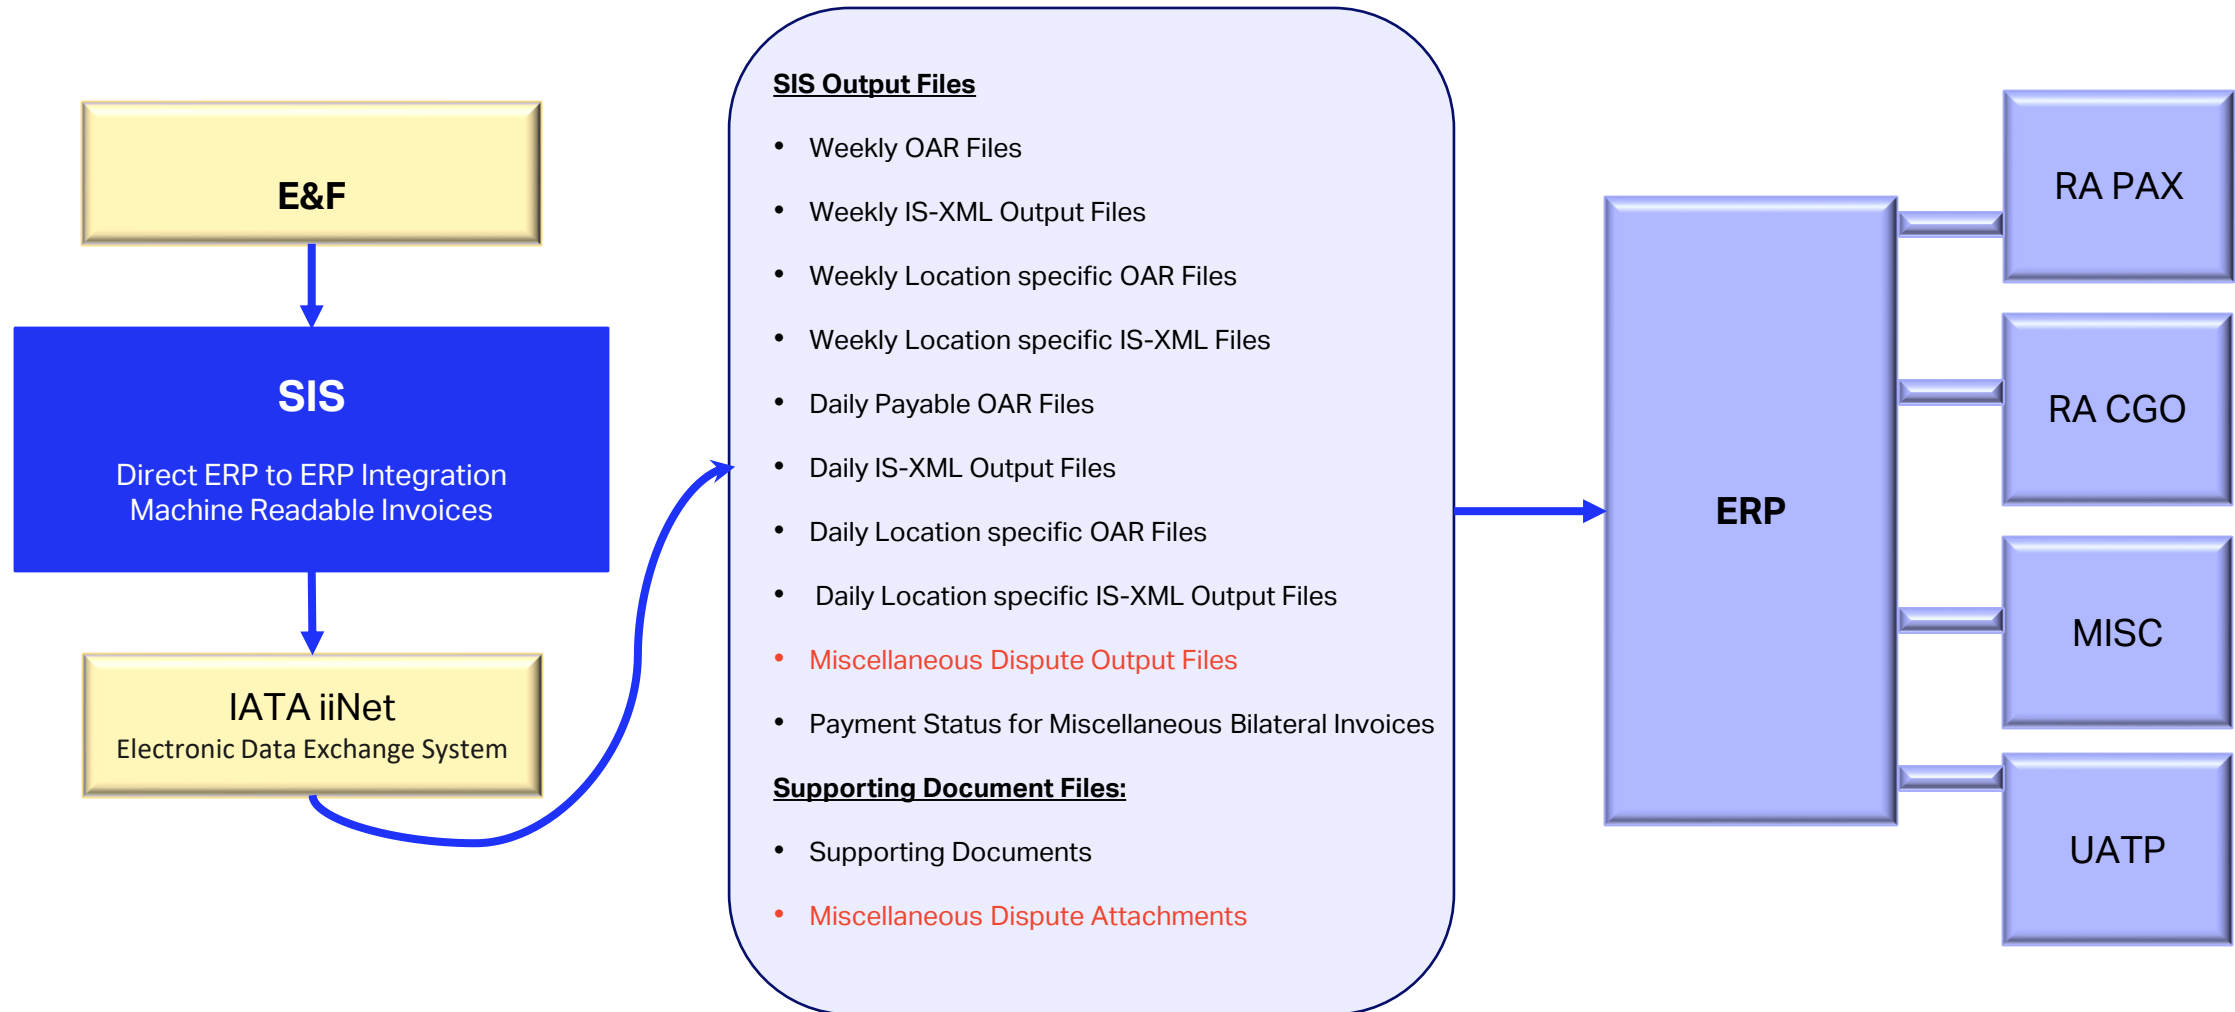 E&F
SIS
Direct ERP to ERP Integration
Machine Readable Invoices
IATA iiNet
Electronic Data Exchange System
SIS Output Files
• Weekly OAR Files
• Weekly IS-XML Output Files
• Weekly Location specific OAR Files
• Weekly Location specific IS-XML Files
• Daily Payable OAR Files
• Daily IS-XML Output Files
• Daily Location specific OAR Files
• Daily Location specific IS-XML Output Files
• Miscellaneous Dispute Output Files
• Payment Status for Miscellaneous Bilateral Invoices
Supporting Document Files:
• Supporting Documents
• Miscellaneous Dispute Attachments
ERP
RA PAX
RA CGO
MISC
UATP